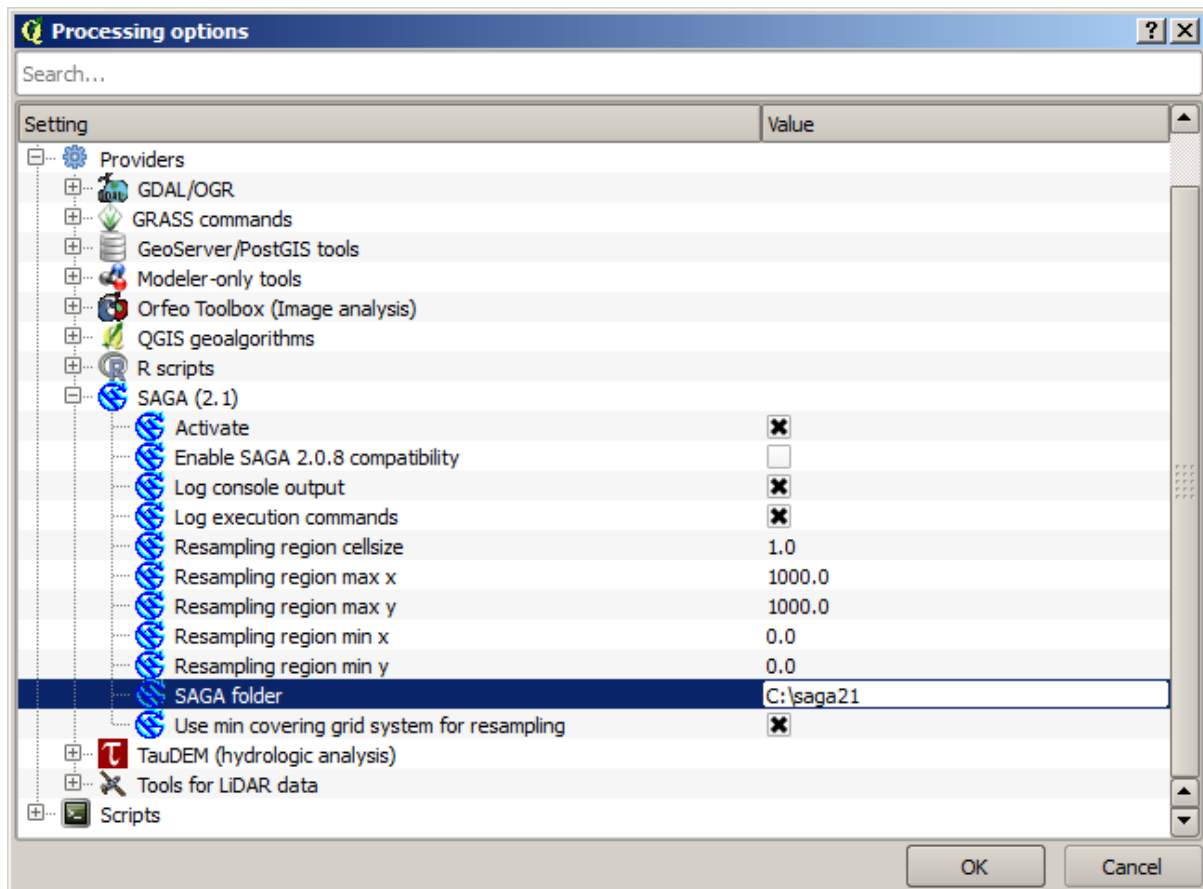 Processing options
Search...
Setting Value
Providers
GDAL/OGR
GRASS commands
GeoServer/PostGIS tools
Modeler-only tools
Orfeo Toolbox (Image analysis)
QGIS geoalgorithms
R scripts
SAGA (2.1)
Activate
Enable SAGA 2.0.8 compatibility
Log console output
Log execution commands
Resampling region cellsize 1.0
Resampling region max x 1000.0
Resampling region max y 1000.0
Resampling region min x 0.0
Resampling region min y 0.0
SAGA folder C:\saga21
Use min covering grid system for resampling
TauDEM (hydrologic analysis)
Tools for LiDAR data
Scripts
OK Cancel